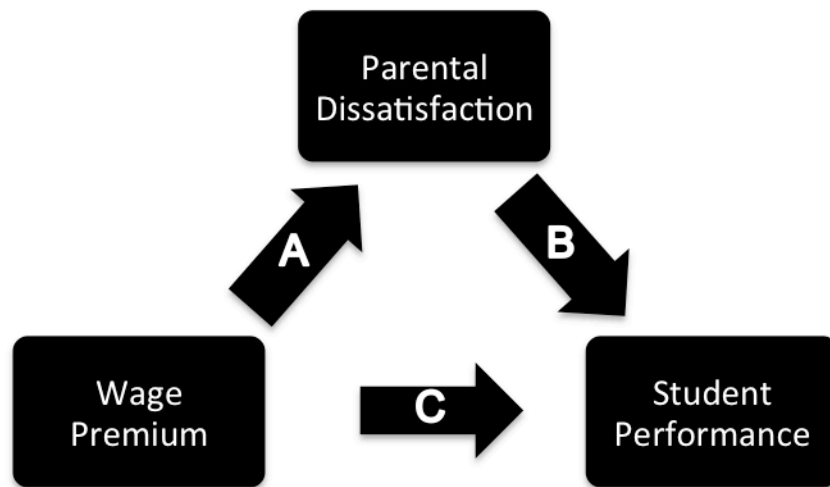 Parental
Dissatisfaction
A
B
Wage
Premium
C
Student
Performance